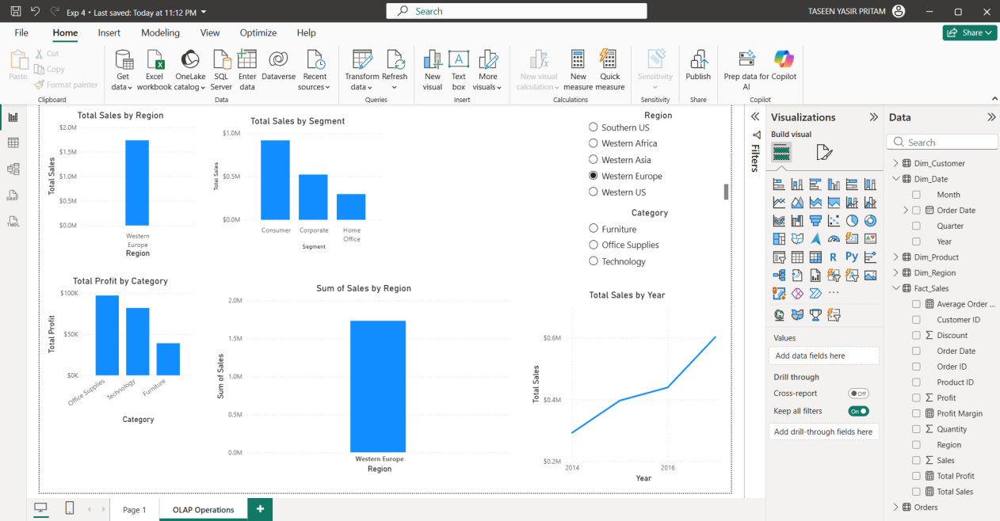 Exp 4 • Last saved: Today at 11:12 PM
Search
TASEEN YASIR PRITAM
File Home Insert Modeling View Optimize Help
Share
Paste
Cut
Copy
Format painter
Clipboard
Get data
Excel workbook
OneLake catalog
SQL Server
Enter data
Dataverse
Recent sources
Data
Transform data
Refresh
Queries
New visual
Text box
More visuals
Insert
New visual calculation
New measure
Quick measure
Calculations
Sensitivity
Sensitivity
Publish
Share
Prep data for AI
Copilot
Copilot
Total Sales by Region
Total Sales
$2.0M
$1.5M
$1.0M
$0.5M
$0.0M
Western
Europe
Region
Total Sales by Segment
Total Sales
$1.0M
$0.5M
$0.0M
Consumer Corporate Home
Office
Segment
Region
Southern US
Western Africa
Western Asia
Western Europe
Western US
Category
Furniture
Office Supplies
Technology
Total Profit by Category
Total Profit
$100K
$50K
$0K
Office Supplies
Technology
Furniture
Category
Sum of Sales by Region
Sum of Sales
2.0M
1.5M
1.0M
0.5M
0.0M
Western Europe
Region
Total Sales by Year
Total Sales
$0.6M
$0.4M
$0.2M
2014 2016
Year
Filters
Visualizations
Build visual
R
Py
Values
Add data fields here
Drill through
Cross-report
Off
Keep all filters
On
Add drill-through fields here
Data
Search
Dim_Customer
Dim_Date
Month
Order Date
Quarter
Year
Dim_Product
Dim_Region
Fact_Sales
Average Order ...
Customer ID
Discount
Order Date
Order ID
Product ID
Profit
Profit Margin
Quantity
Region
Sales
Total Profit
Total Sales
Orders
DAX
TMDL
Page 1
OLAP Operations